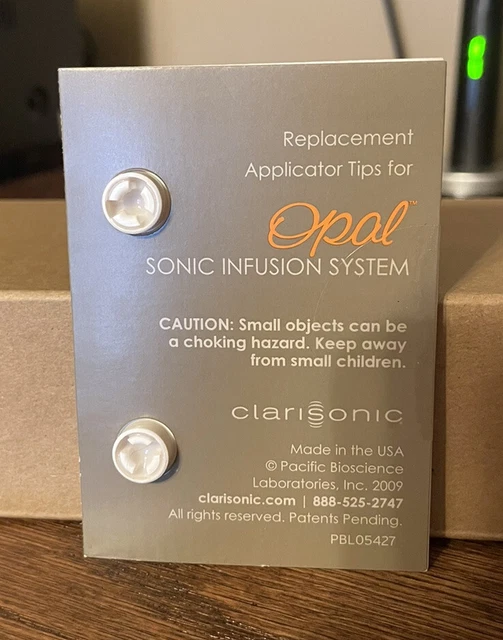 Replacement
Applicator Tips for
Opal™
SONIC INFUSION SYSTEM
CAUTION: Small objects can be
a choking hazard. Keep away
from small children.
clarisonic
Made in the USA
© Pacific Bioscience
Laboratories, Inc. 2009
clarisonic.com | 888-525-2747
All rights reserved. Patents Pending.
PBL05427